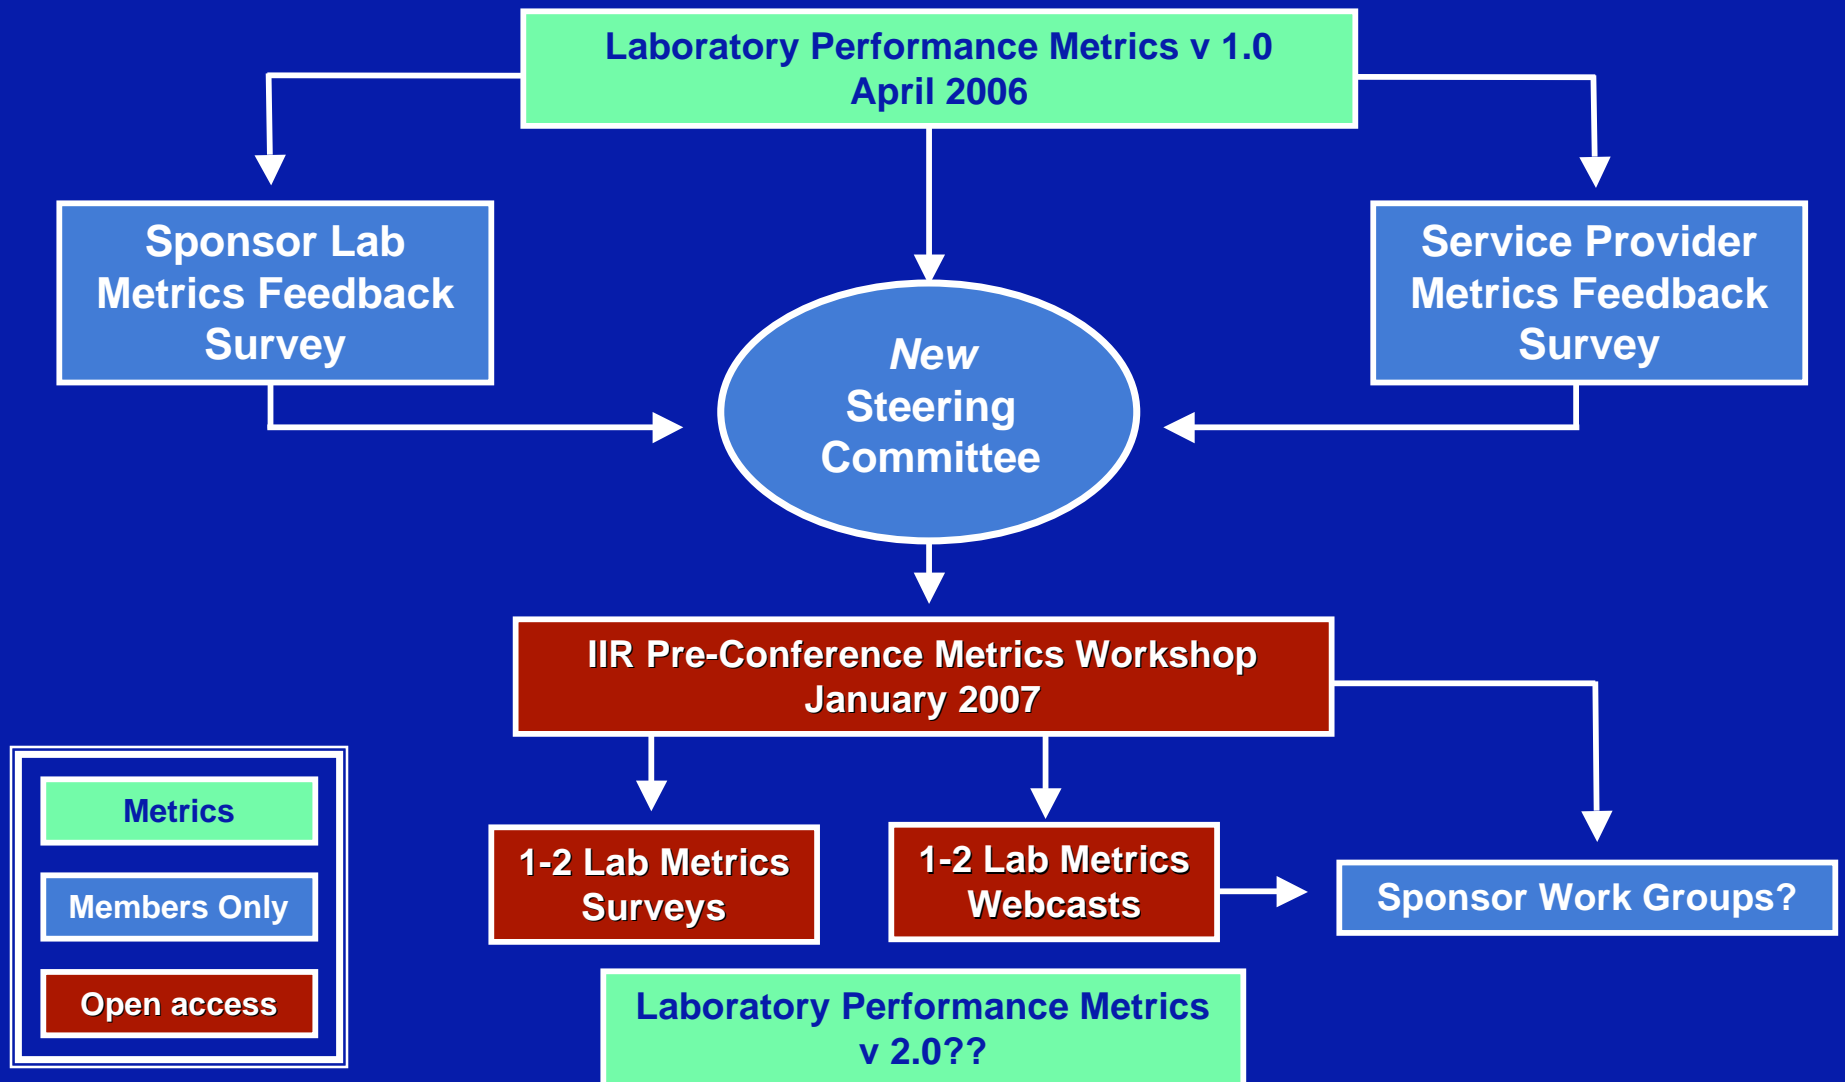 Laboratory Performance Metrics v 1.0
April 2006
Sponsor Lab
Metrics Feedback
Survey
New
Steering
Committee
Service Provider
Metrics Feedback
Survey
IIR Pre-Conference Metrics Workshop
January 2007
1-2 Lab Metrics
Surveys
1-2 Lab Metrics
Webcasts
Sponsor Work Groups?
Laboratory Performance Metrics
v 2.0??
Metrics
Members Only
Open access